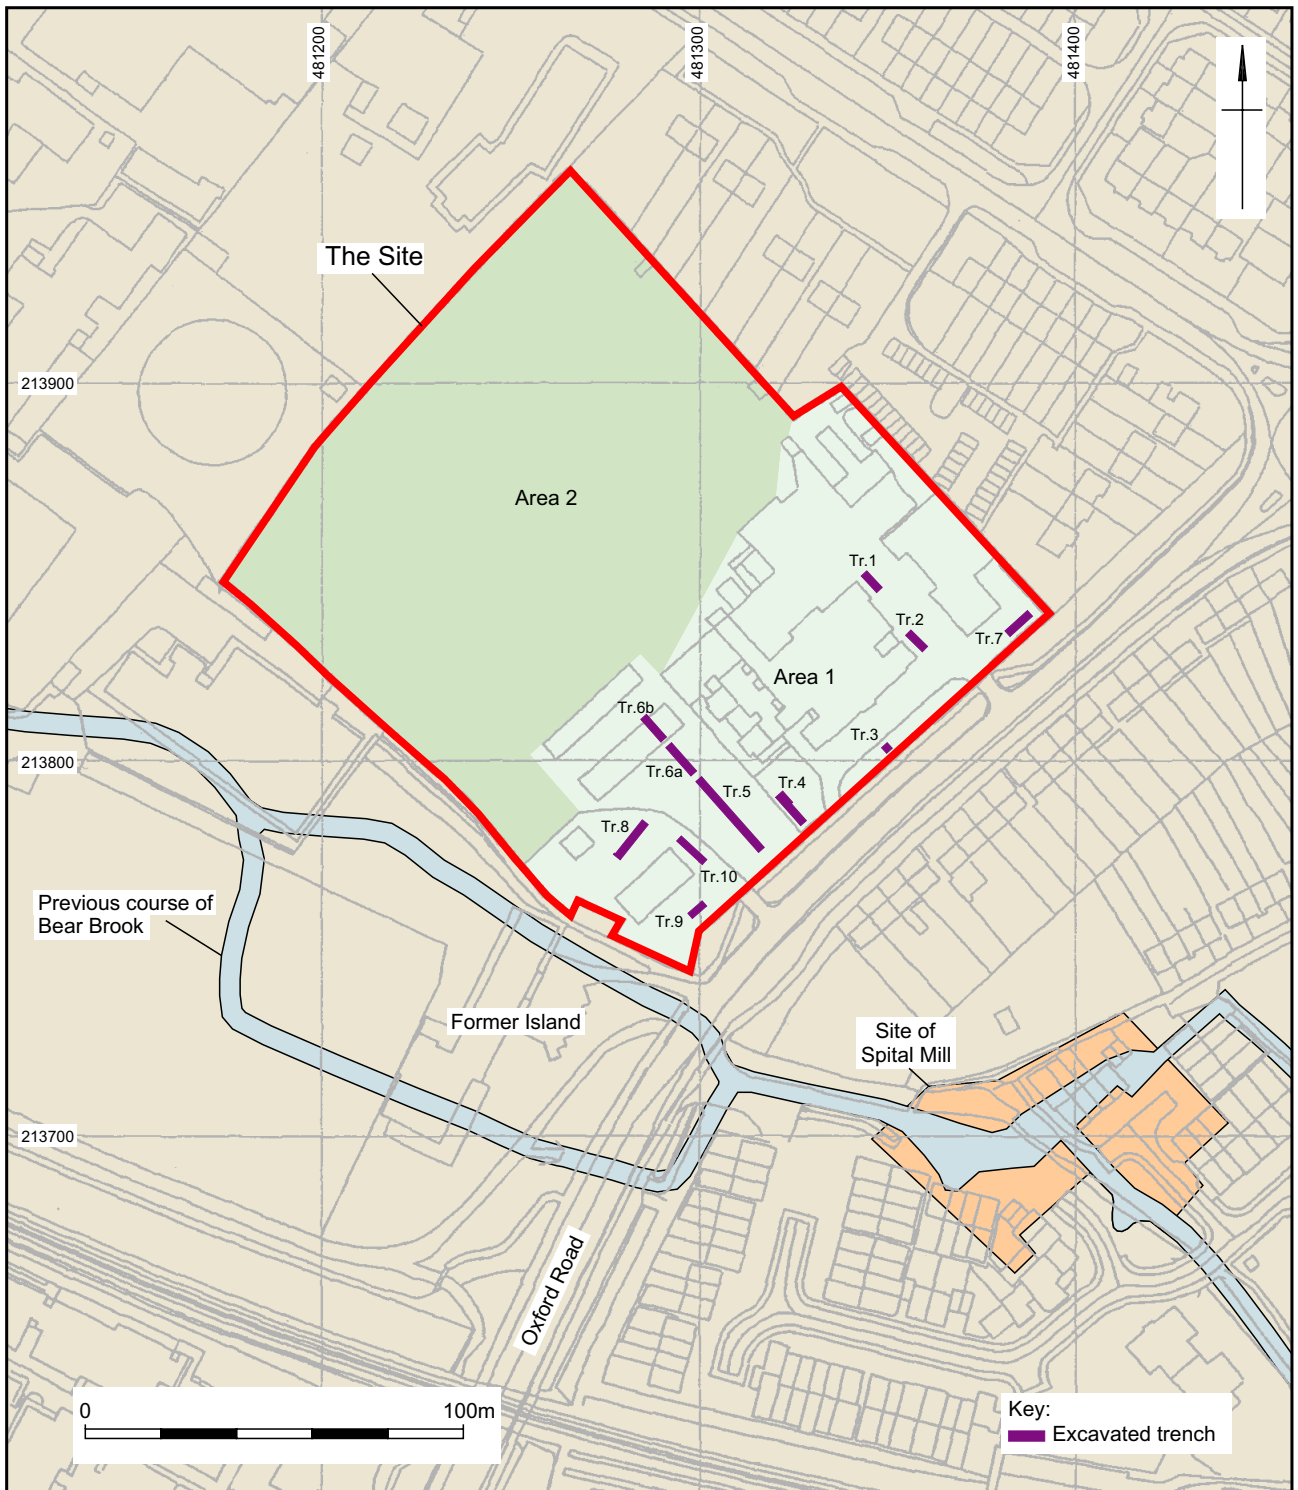 481200
481300
481400
The Site
213900
Area 2
Tr.1
Tr.2
Tr.7
Area 1
Tr.6b
Tr.3
213800
Tr.6a
Tr.4
Tr.5
Tr.8
Tr.10
Previous course of
Bear Brook
Tr.9
Former Island
Site of
Spital Mill
213700
Oxford Road
0
100m
Key:
Excavated trench